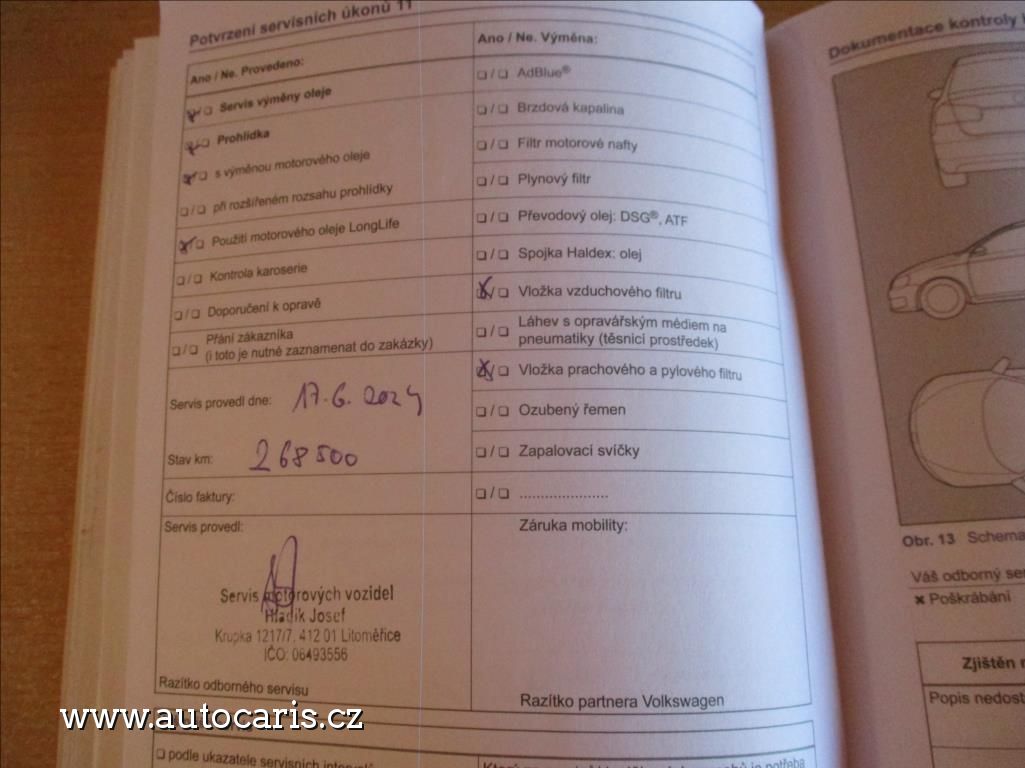 Potvrzení servisních úkonů 11
Ano / Ne. Provedeno:
Servis výměny oleje
Prohlídka
s výměnou motorového oleje
❏ / ❏ při rozšířeném rozsahu prohlídky
Použití motorového oleje LongLife
❏ / ❏ Kontrola karoserie
❏ / ❏ Doporučení k opravě
❏ / ❏ Přání zákazníka
(i toto je nutné zaznamenat do zakázky)
Servis provedl dne: 17.6. 2024
Stav km: 268 500
Číslo faktury:
Servis provedl:
Servis motorových vozidel
Hladík Josef
Krupka 1217/7, 412 01 Litoměřice
IČO: 06493556
Razítko odborného servisu
Ano / Ne. Výměna:
❏ / ❏ AdBlue®
❏ / ❏ Brzdová kapalina
❏ / ❏ Filtr motorové nafty
❏ / ❏ Plynový filtr
❏ / ❏ Převodový olej: DSG®, ATF
❏ / ❏ Spojka Haldex: olej
Vložka vzduchového filtru
❏ / ❏ Láhev s opravářským médiem na
pneumatiky (těsnicí prostředek)
Vložka prachového a pylového filtru
❏ / ❏ Ozubený řemen
❏ / ❏ Zapalovací svíčky
❏ / ❏ .....................
Záruka mobility:
Razítko partnera Volkswagen
❏ podle ukazatele servisních
Dokumentace kontroly
Obr. 13 Schema
Váš odborný
✖ Poškrábání
Zjištěn
Popis
www.autocaris.cz